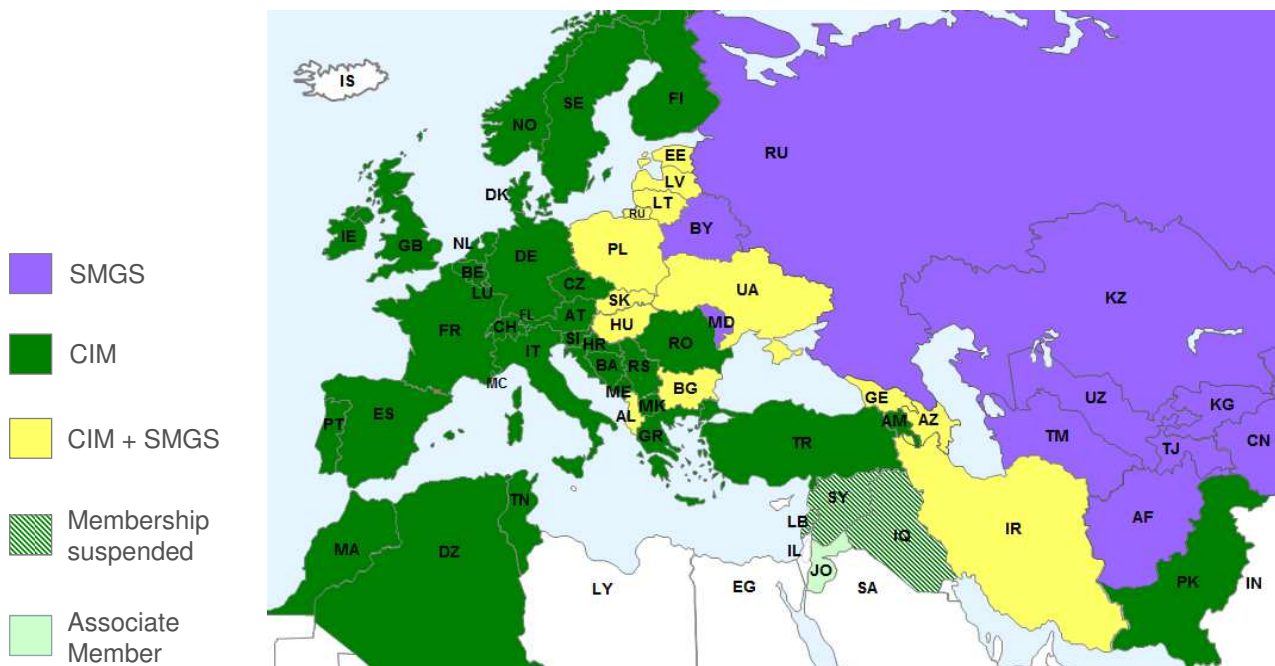 IS
NO
SE
FI
RU
EE
LV
LT
RU
DK
BY
IE
GB
NL
DE
PL
BE
LU
CZ
SK
UA
KZ
FR
CH
FL
AT
HU
MD
SI
HR
RO
IT
BA
RS
MC
ME
BG
GE
UZ
KG
PT
ES
AL
MK
AM
AZ
TM
TJ
CN
GR
TR
TN
SY
LB
IQ
IR
AF
MA
DZ
IL
JO
LY
EG
SA
PK
IN
SMGS
CIM
CIM + SMGS
Membership
suspended
Associate
Member